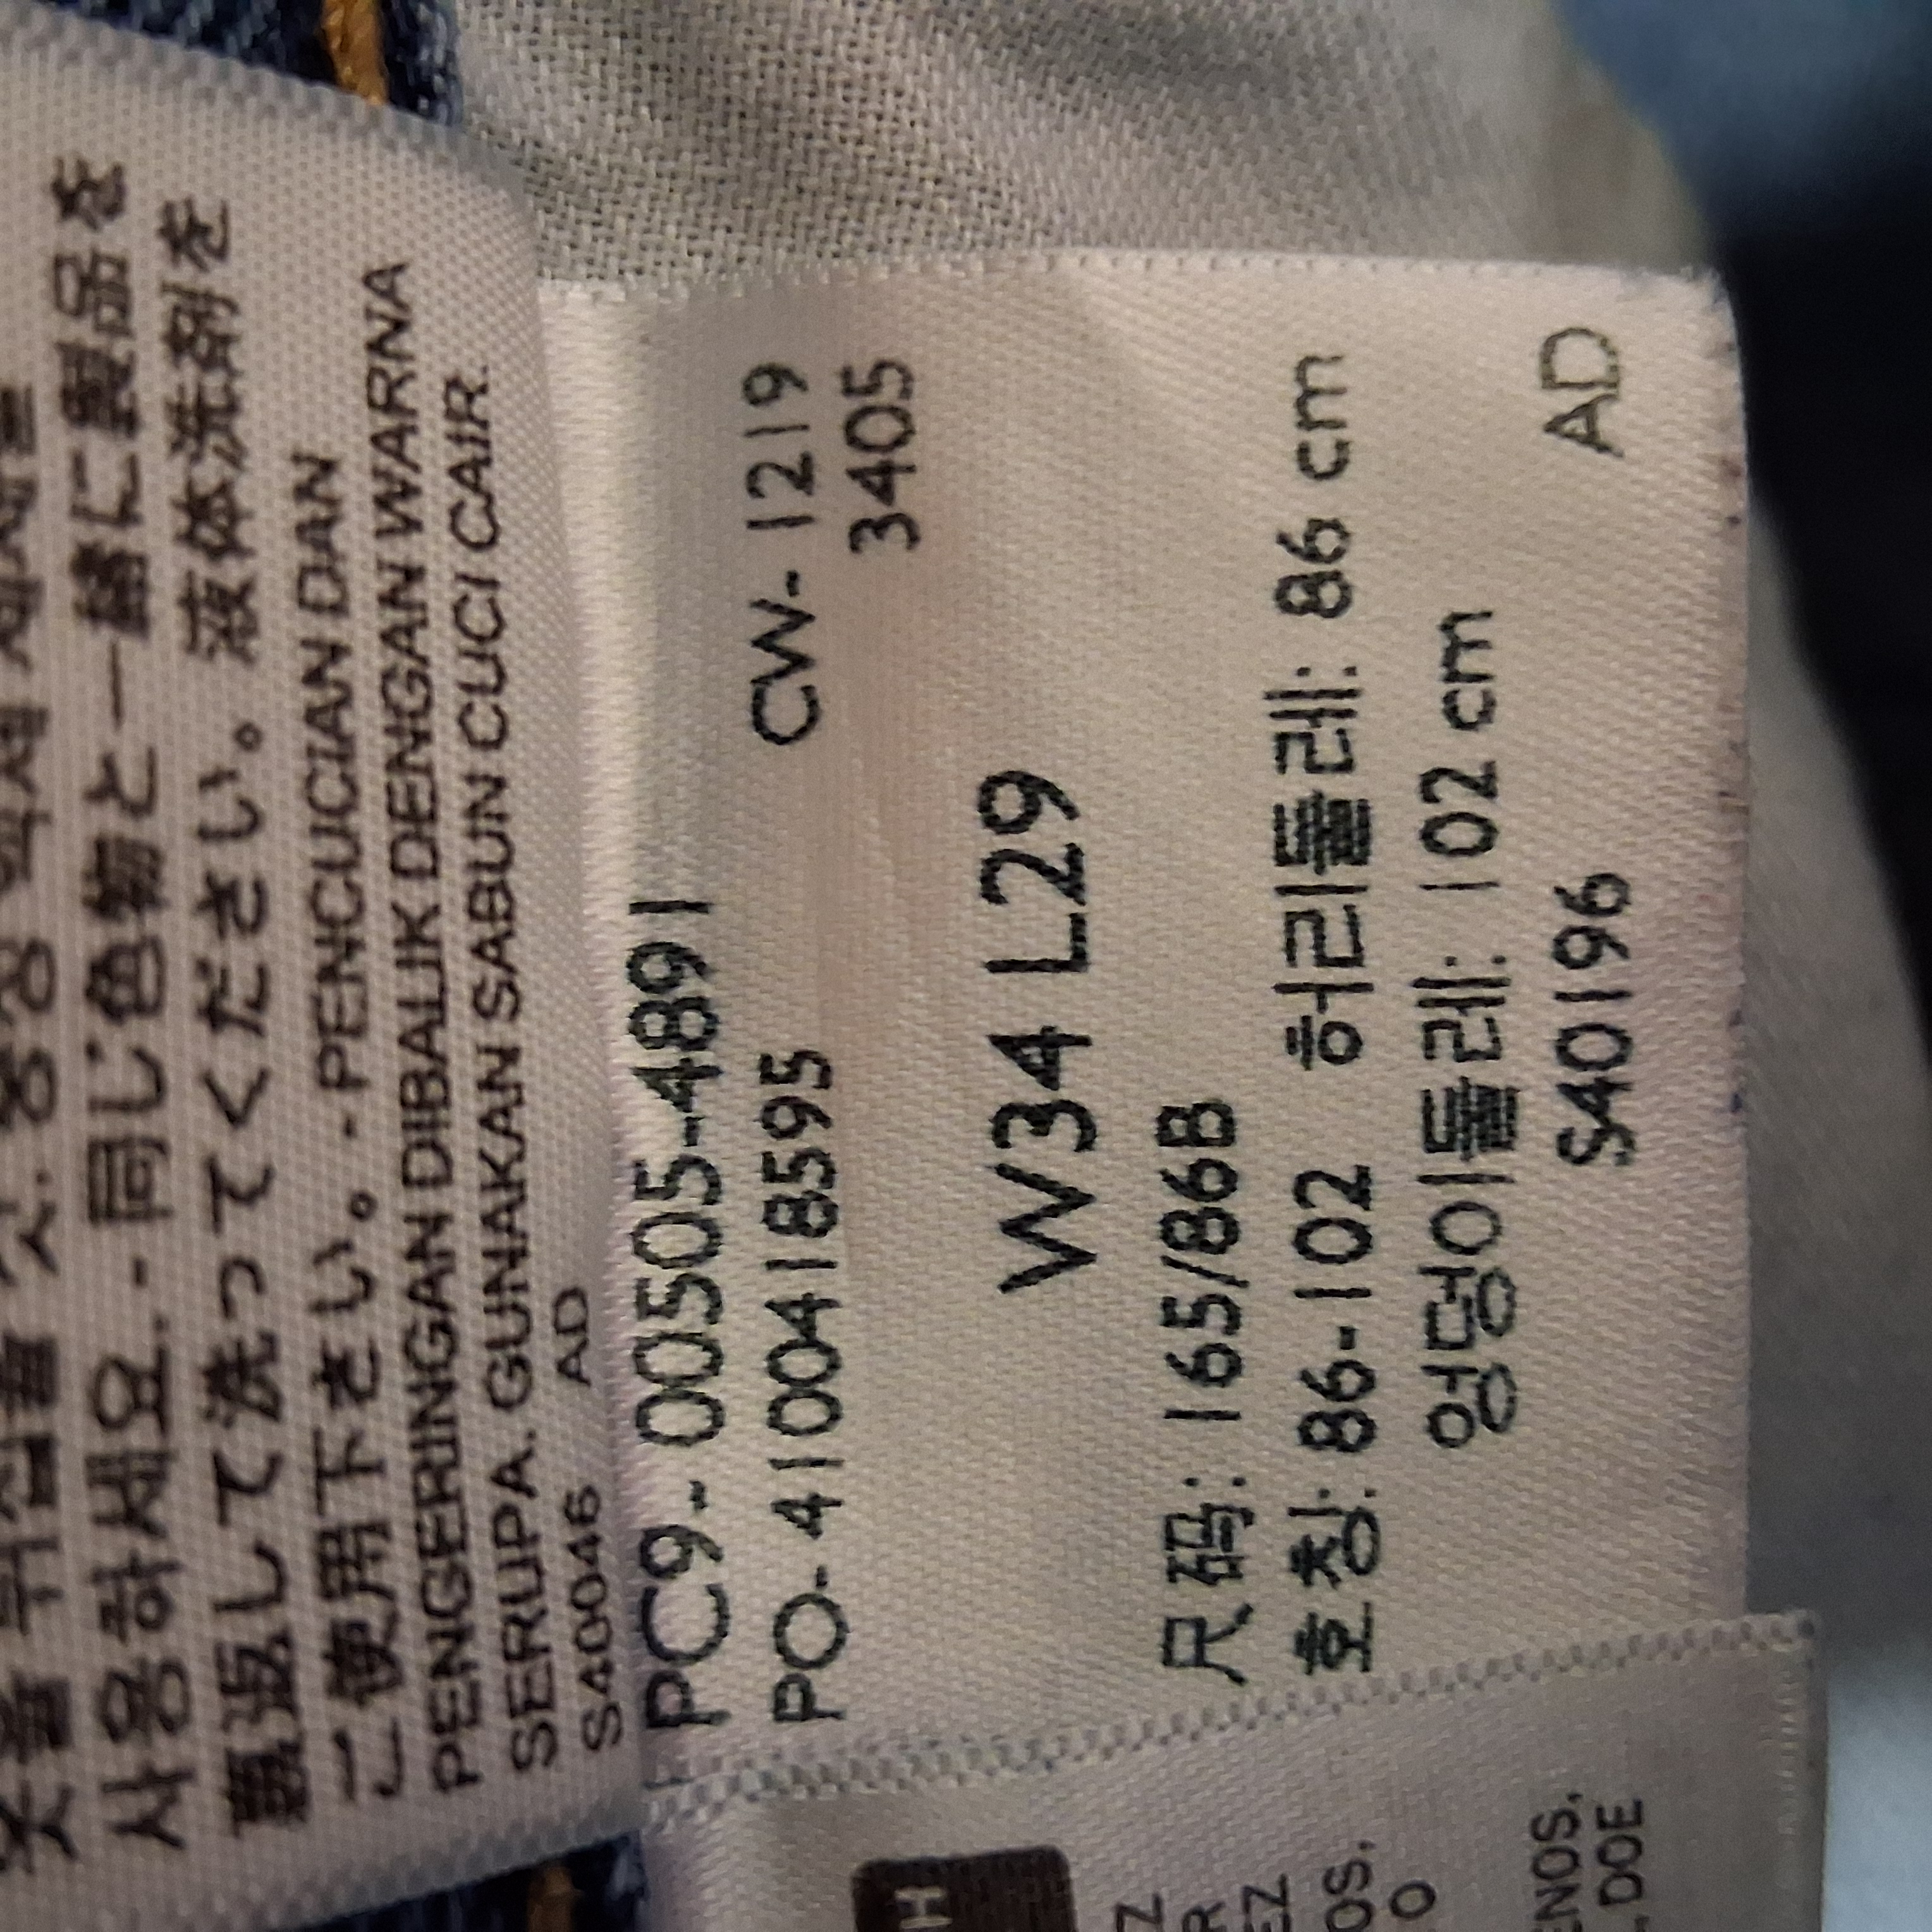 사용하세요. - 同じ色物と一緒に製品を
裏返して洗ってください。液体洗剤を
ご使用下さい。 - PENCUCIAN DAN
PENGERINGAN DIBALIK DENGAN WARNA
SERUPA. GUNAKAN SABUN CUCI CAIR.
S40046 AD
PC9- 00505-4891
PO- 4100418595 CW- 1219
3405
W34 L29
尺 码: 165/86B
호 칭: 86-102 허리둘레: 86 cm
엉덩이둘레: 102 cm
S40196 AD